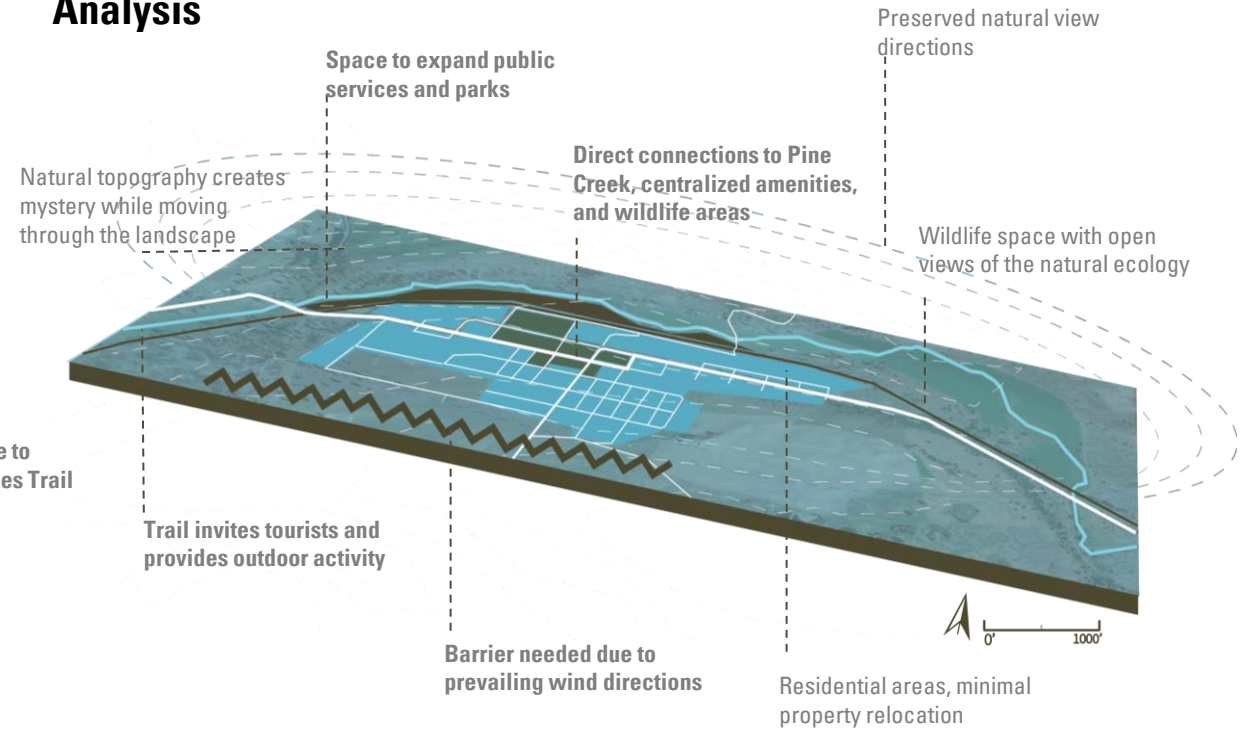 Analysis
Preserved natural view
directions
Space to expand public
services and parks
Direct connections to Pine
Creek, centralized amenities,
and wildlife areas
Natural topography creates
mystery while moving
through the landscape
Wildlife space with open
views of the natural ecology
to
Trail
Trail invites tourists and
provides outdoor activity
Barrier needed due to
prevailing wind directions
Residential areas, minimal
property relocation
0'
1000'